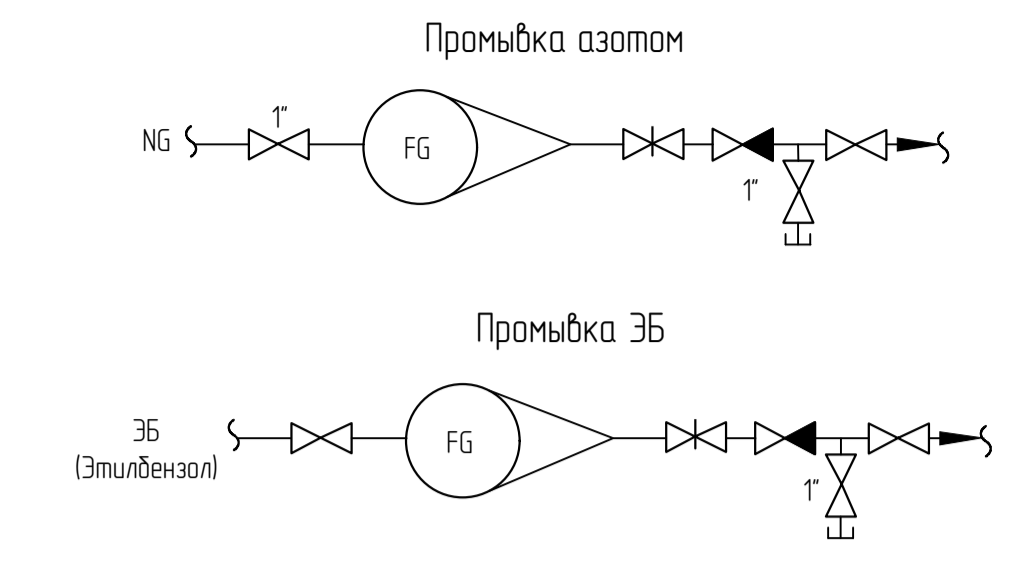 Промывка азотом
1"
NG
FG
1"
Промывка ЭБ
ЭБ
(Этилбензол)
FG
1"